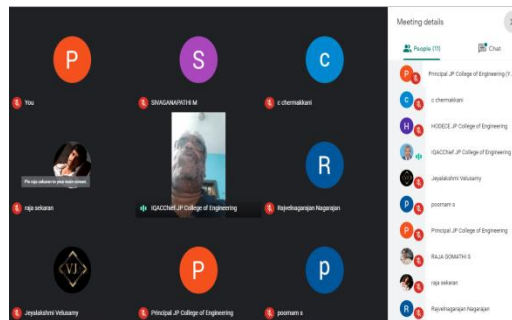 P
S
c
You
SIVAGANAPATHI M
c chermakkani
Pin raja sekaran to your main screen.
R
raja sekaran
IQACChief JP College of Engineering
Rajvelnagarajan Nagarajan
VJ
P
p
Jeyalakshmi Velusamy
Principal JP College of Engineering
poornam s
Meeting details
People (11)
Chat
P
Principal JP College of Engineering (Y
c
c chermakkani
H
HODECE JP College of Engineering
IQACChief JP College of Engineering
Jeyalakshmi Velusamy
p
poornam s
P
Principal JP College of Engineering
RAJA GOMATHI S
raja sekaran
R
Rajvelnagarajan Nagarajan